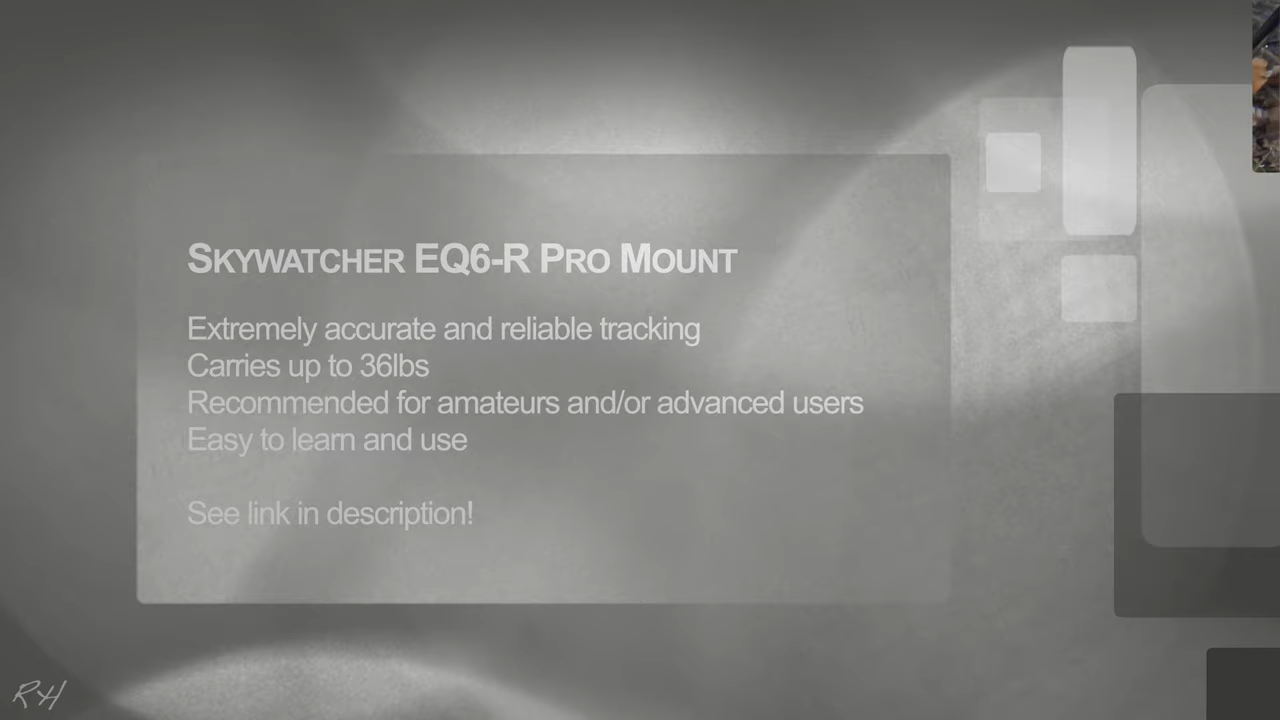 Skywatcher EQ6-R Pro Mount
Extremely accurate and reliable tracking
Carries up to 36lbs
Recommended for amateurs and/or advanced users
Easy to learn and use
See link in description!
RH